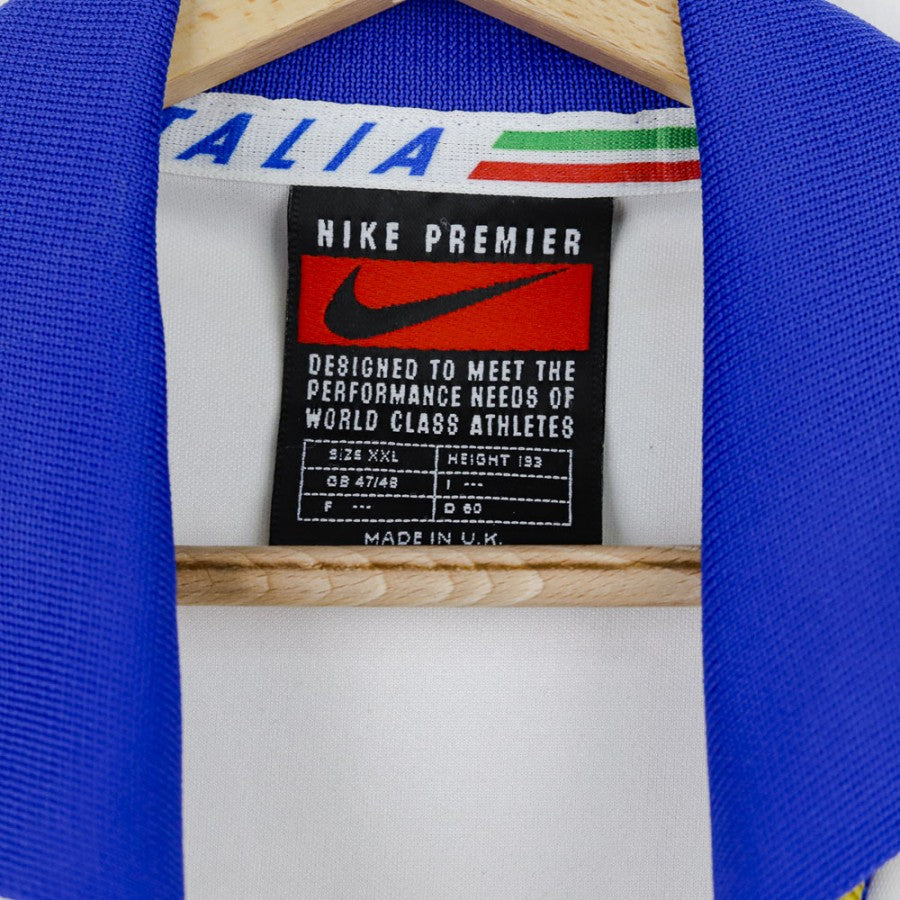 ITALIA
NIKE PREMIER
DESIGNED TO MEET THE
PERFORMANCE NEEDS OF
WORLD CLASS ATHLETES
SIZE XXL HEIGHT 193
GB 47/48 I ---
F --- D 60
MADE IN U.K.